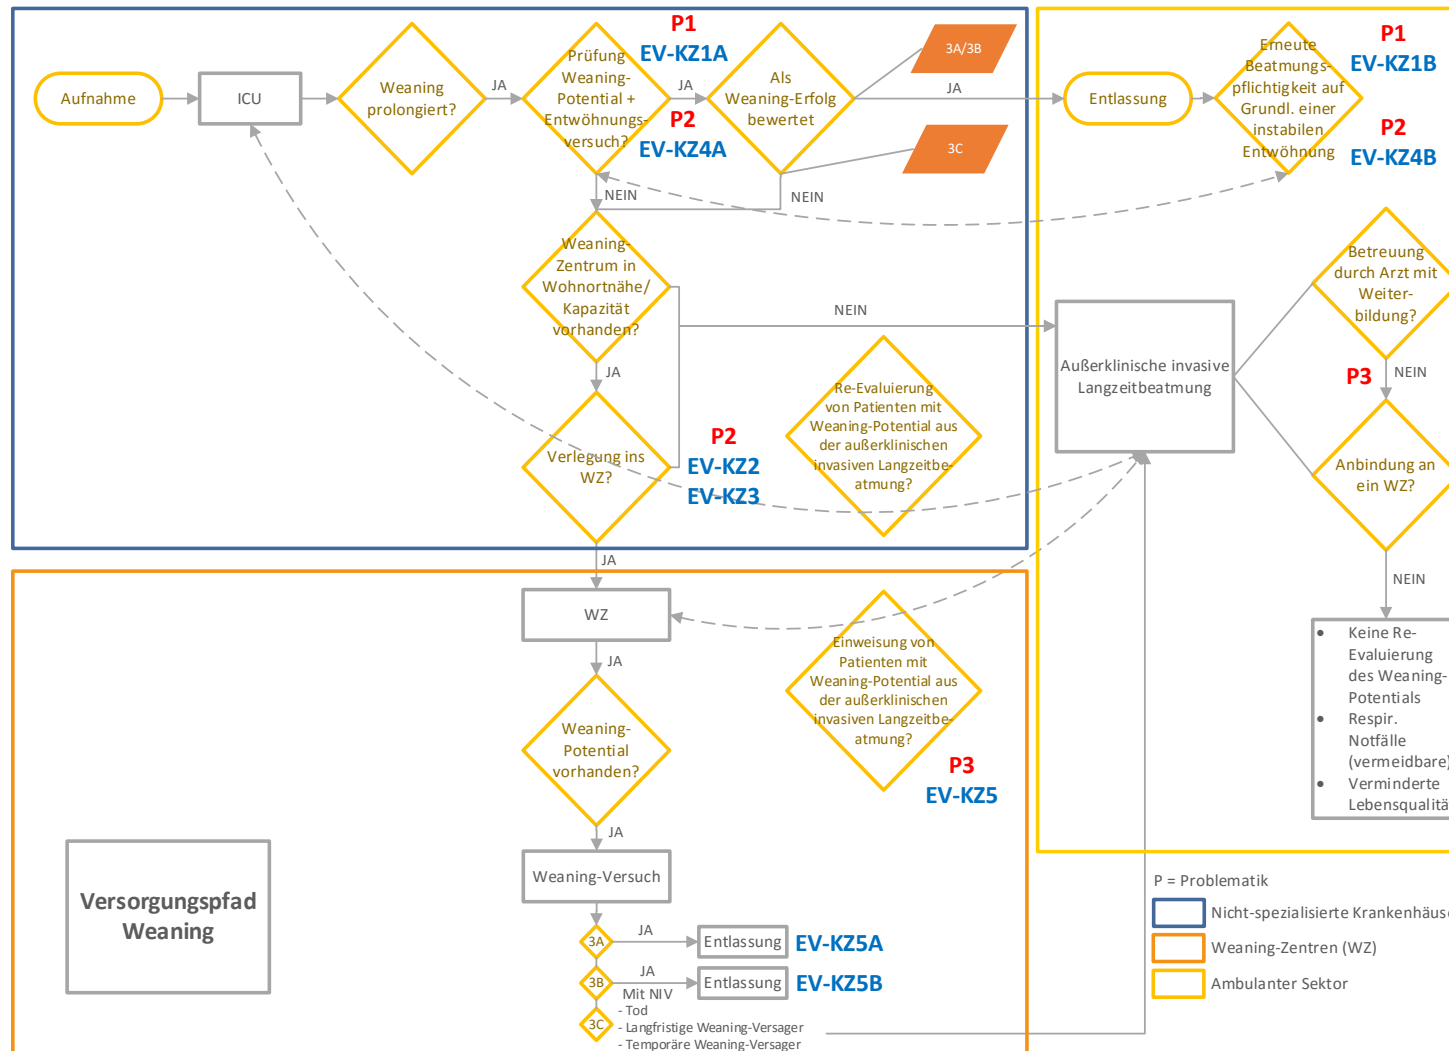 Aufnahme
ICU
Weaning
prolongiert?
JA
Prüfung
Weaning-
Potential +
Entwöhnungs-
versuch?
P1
EV-KZ1A
JA
P2
EV-KZ4A
Als
Weaning-Erfolg
bewertet
3A/3B
JA
3C
NEIN
NEIN
Entlassung
Erneute
Beatmungs-
pflichtigkeit auf
Grundl. einer
instabilen
Entwöhnung
P1
EV-KZ1B
P2
EV-KZ4B
Weaning-
Zentrum in
Wohnortnähe/
Kapazität
vorhanden?
NEIN
JA
Verlegung ins
WZ?
P2
EV-KZ2
EV-KZ3
Re-Evaluierung
von Patienten mit
Weaning-Potential aus
der außerklinischen
invasiven Langzeitbe-
atmung?
Außerklinische invasive
Langzeitbeatmung
Betreuung
durch Arzt mit
Weiter-
bildung?
P3
NEIN
Anbindung an
ein WZ?
NEIN
• Keine Re-
Evaluierung
des Weaning-
Potentials
• Respir.
Notfälle
(vermeidbare)
• Verminderte
Lebensqualitä
JA
WZ
JA
Weaning-
Potential
vorhanden?
Einweisung von
Patienten mit
Weaning-Potential aus
der außerklinischen
invasiven Langzeitbe-
atmung?
P3
EV-KZ5
JA
Weaning-Versuch
3A
JA
Entlassung
EV-KZ5A
3B
JA
Mit NIV
Entlassung
EV-KZ5B
3C
- Tod
- Langfristige Weaning-Versager
- Temporäre Weaning-Versager
Versorgungspfad
Weaning
P = Problematik
Nicht-spezialisierte Krankenhäuse
Weaning-Zentren (WZ)
Ambulanter Sektor